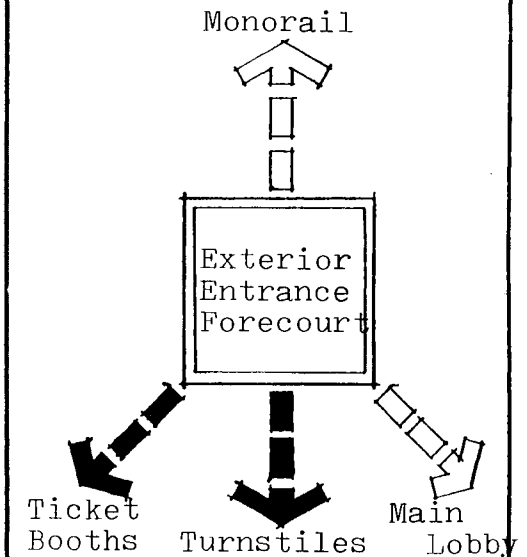 Monorail
Exterior
Entrance
Forecourt
Ticket
Booths
Turnstiles
Main
Lobby